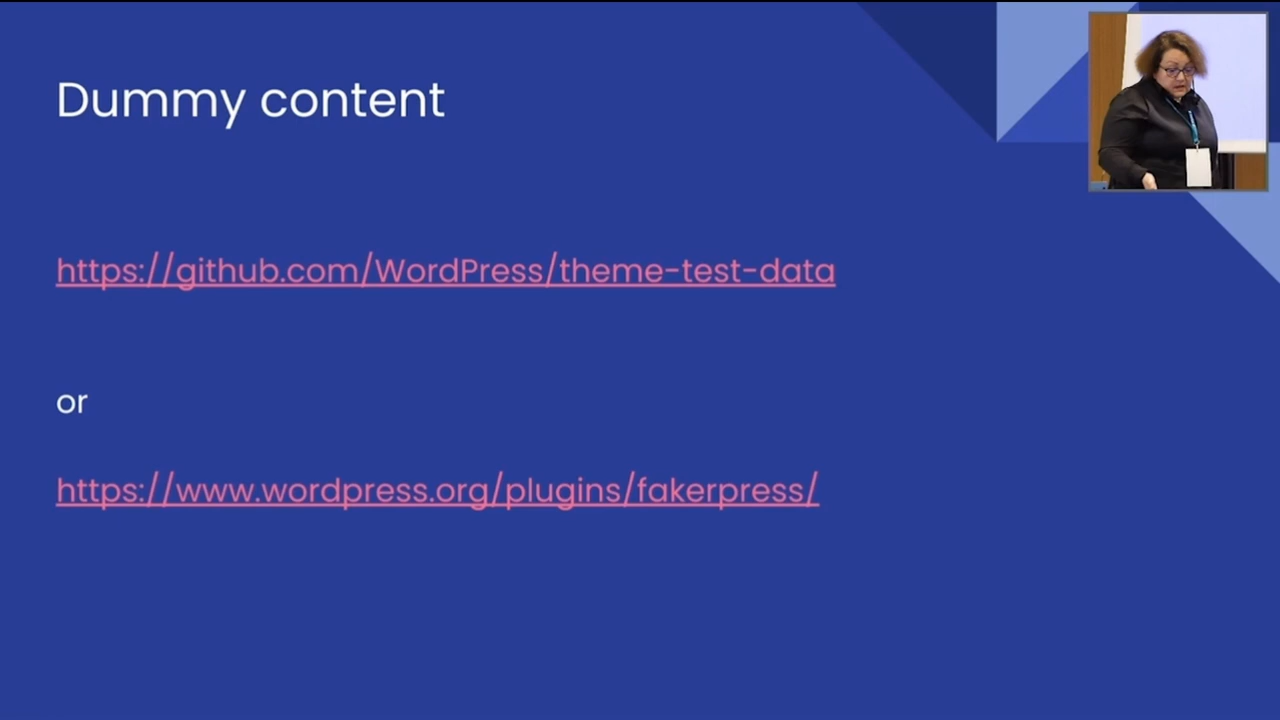 Dummy content
https://github.com/WordPress/theme-test-data
or
https://www.wordpress.org/plugins/fakerpress/